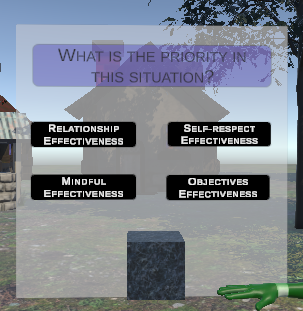 WHAT IS THE PRIORITY IN
THIS SITUATION?
RELATIONSHIP
EFFECTIVENESS
SELF-RESPECT
EFFECTIVENESS
MINDFUL
EFFECTIVENESS
OBJECTIVES
EFFECTIVENESS